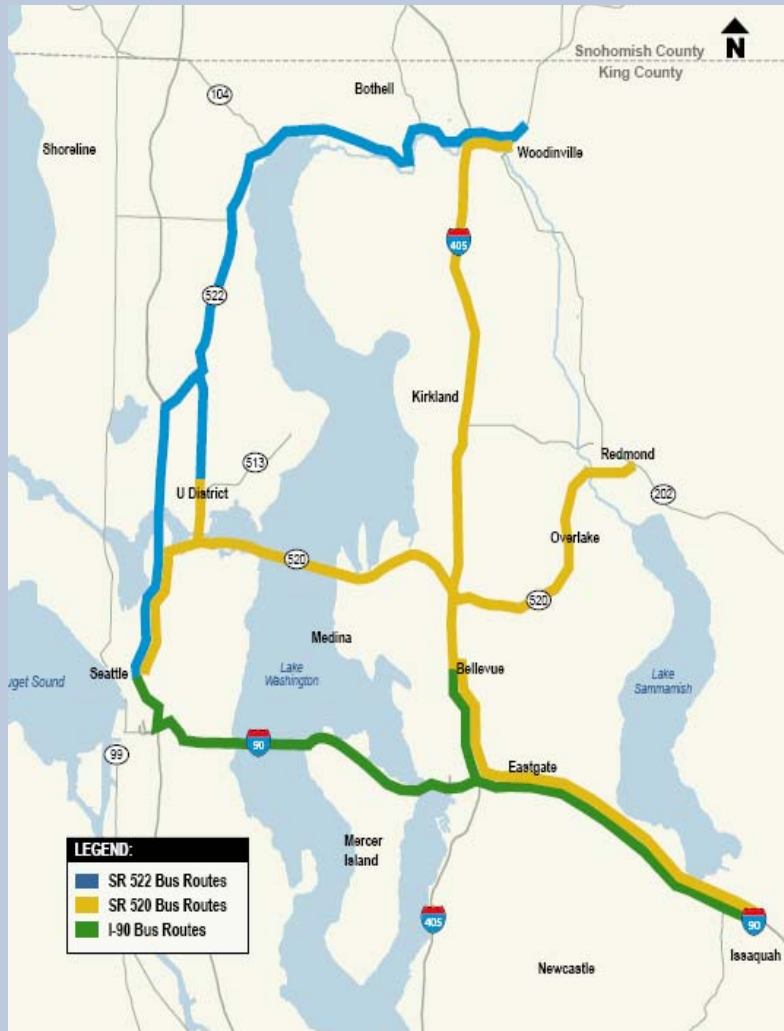 N
Snohomish County
King County
Bothell
104
Shoreline
Woodinville
405
522
Kirkland
513
U District
Redmond
202
Overlake
520
520
Medina
Seattle
Bellevue
uget Sound
Lake
Washington
Lake
Sammamish
90
99
Eastgate
Mercer
Island
LEGEND:
SR 522 Bus Routes
SR 520 Bus Routes
I-90 Bus Routes
405
90
Issaquah
Newcastle